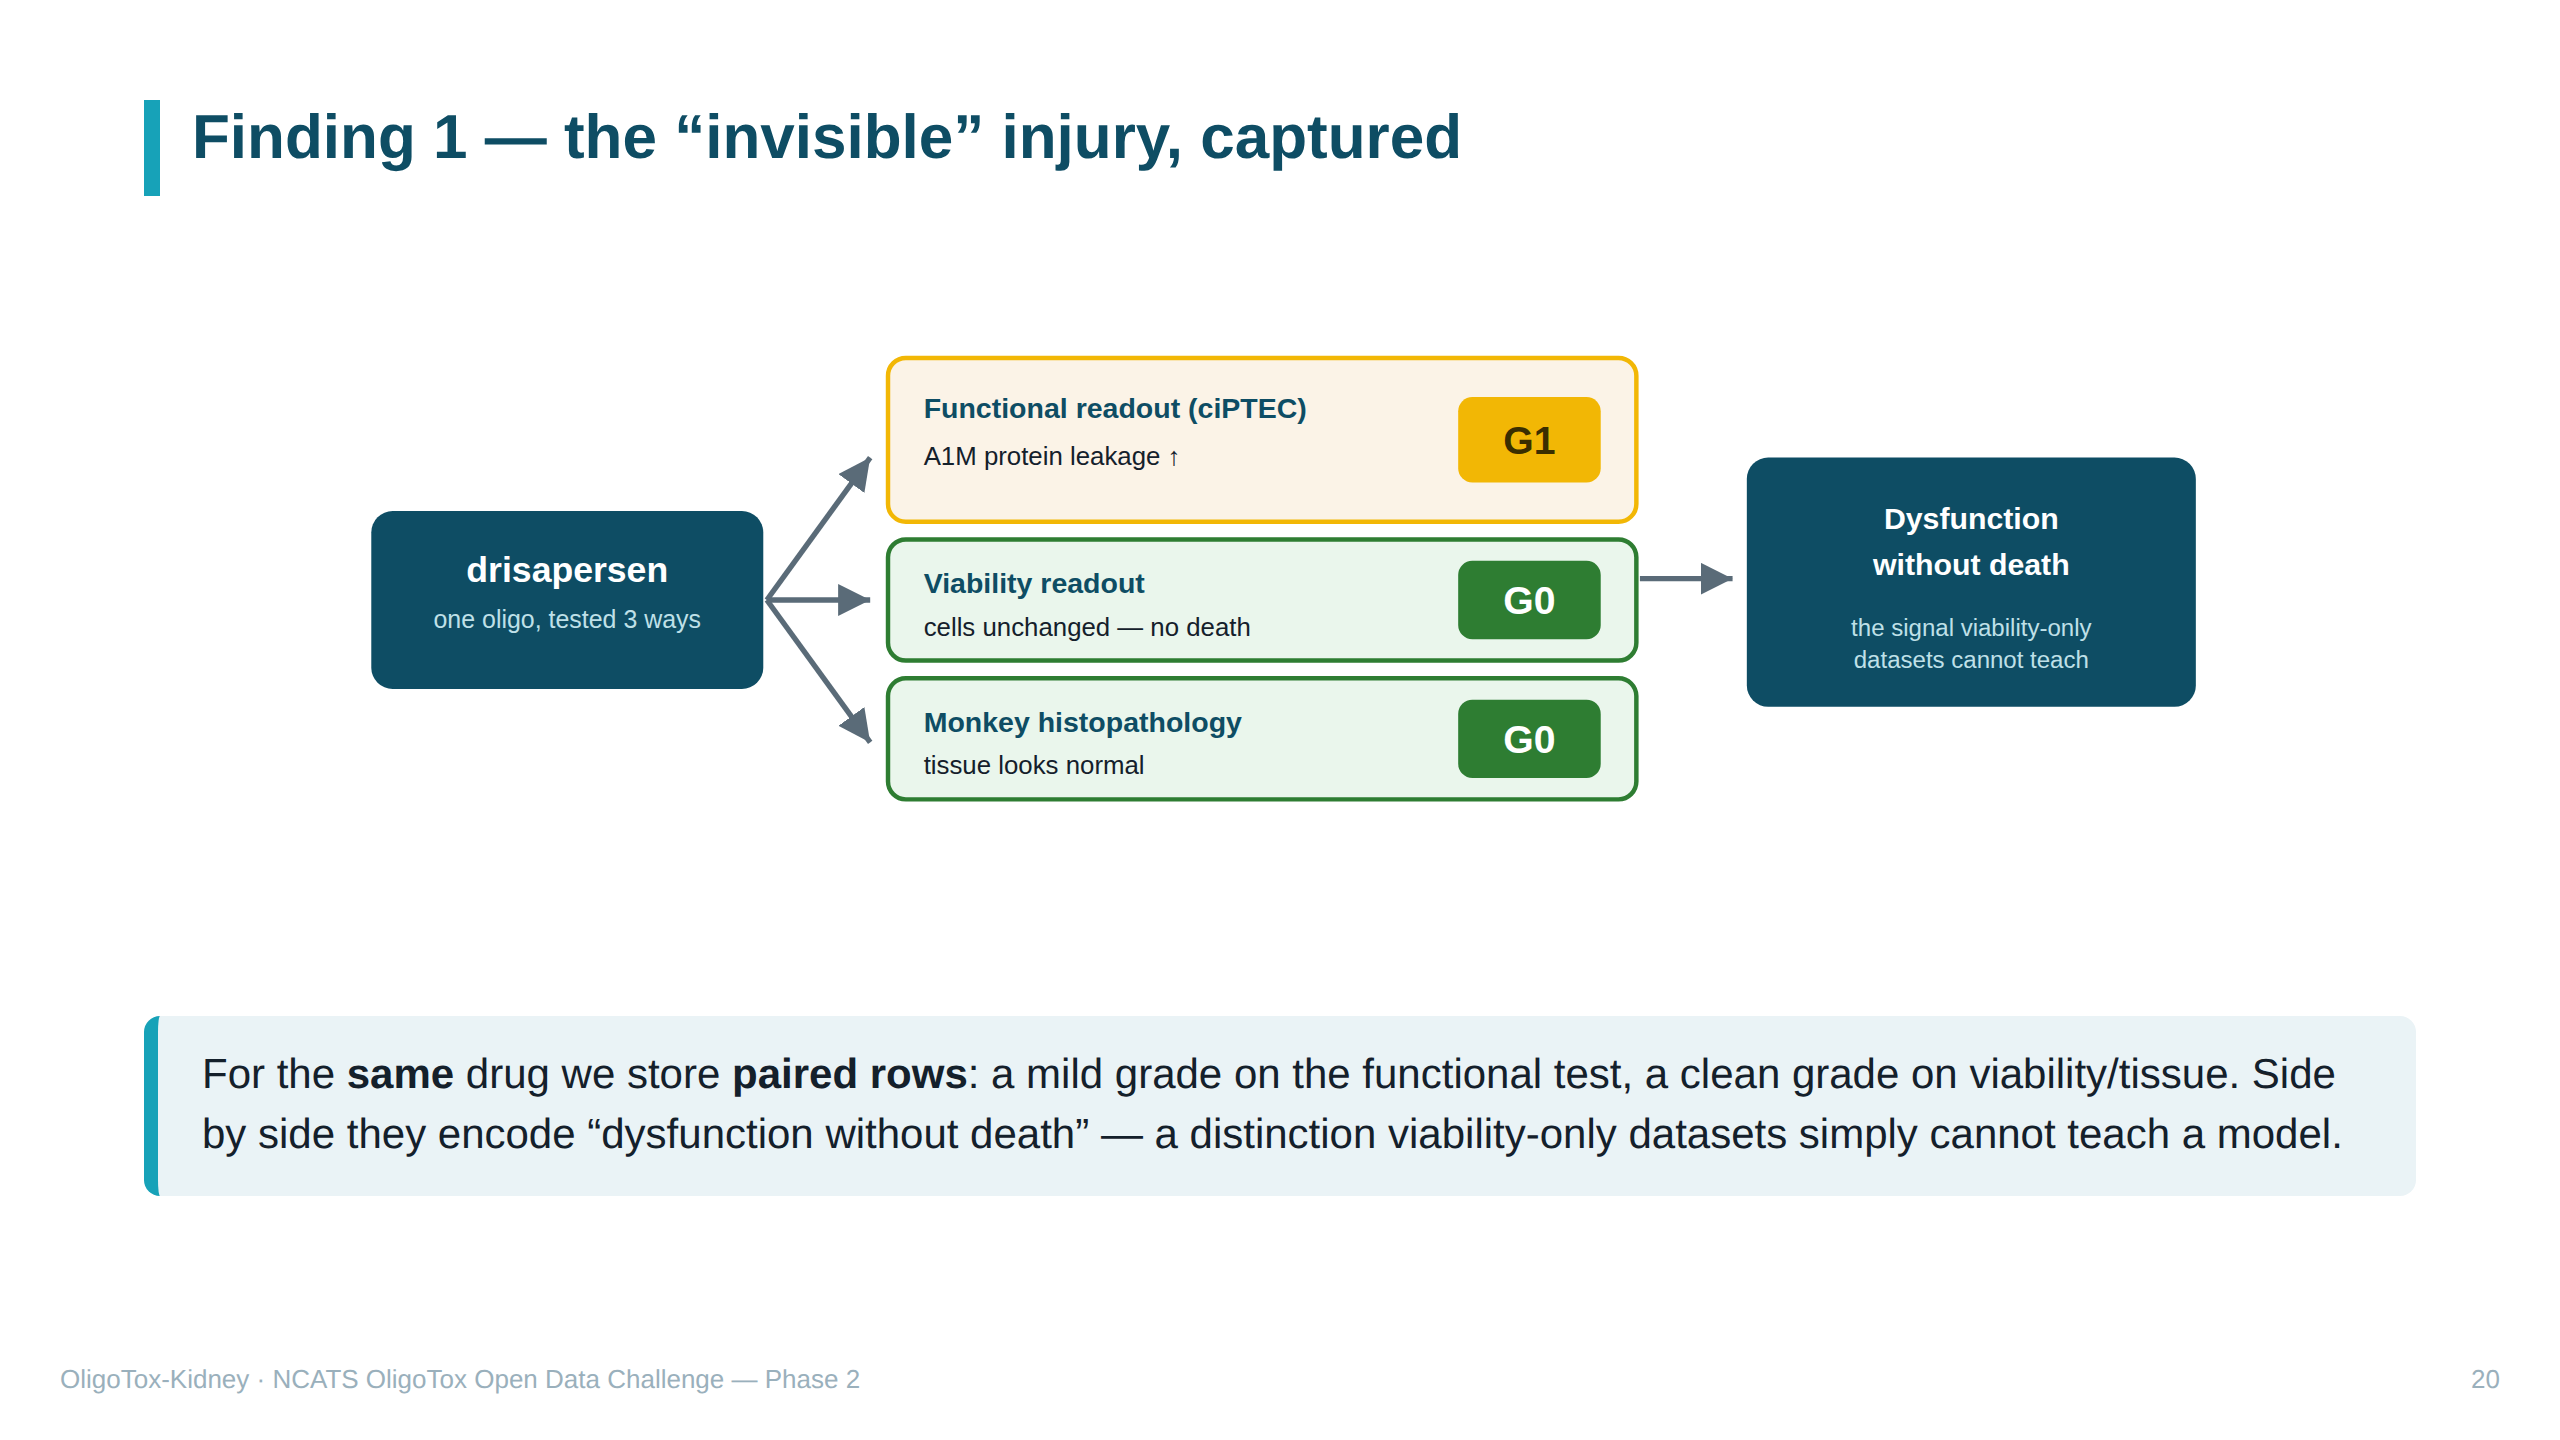 Finding 1 — the “invisible” injury, captured
drisapersen
one oligo, tested 3 ways
Functional readout (ciPTEC)
A1M protein leakage ↑
G1
Viability readout
cells unchanged — no death
G0
Monkey histopathology
tissue looks normal
G0
Dysfunction
without death
the signal viability-only
datasets cannot teach
For the same drug we store paired rows: a mild grade on the functional test, a clean grade on viability/tissue. Side
by side they encode “dysfunction without death” — a distinction viability-only datasets simply cannot teach a model.
OligoTox-Kidney · NCATS OligoTox Open Data Challenge — Phase 2
20